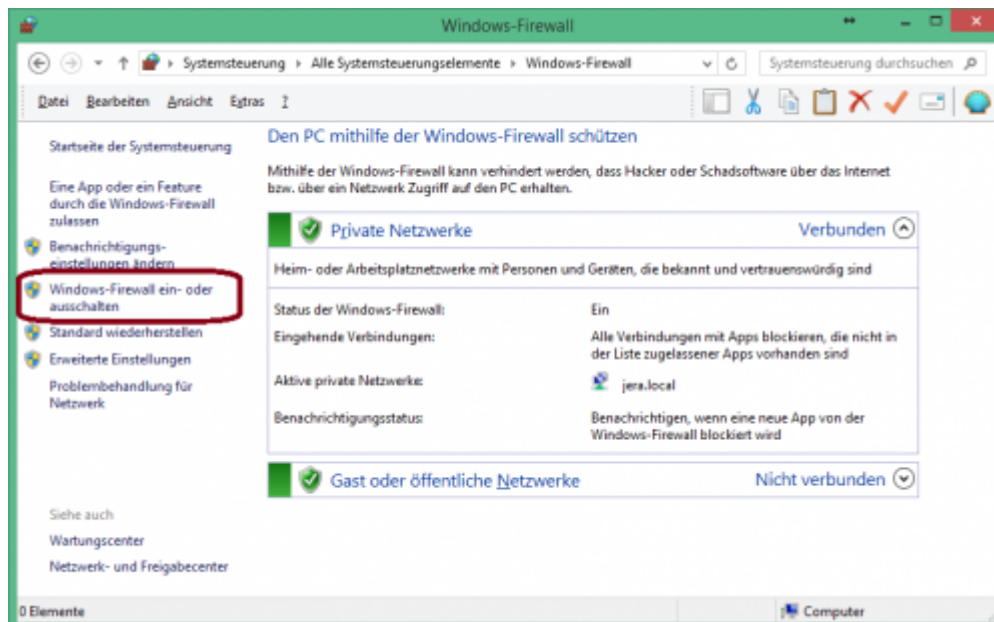 Windows-Firewall
Systemsteuerung ▸ Alle Systemsteuerungselemente ▸ Windows-Firewall
Systemsteuerung durchsuchen
Datei Bearbeiten Ansicht Extras ?
Startseite der Systemsteuerung
Eine App oder ein Feature
durch die Windows-Firewall
zulassen
Benachrichtigungs-
einstellungen ändern
Windows-Firewall ein- oder
ausschalten
Standard wiederherstellen
Erweiterte Einstellungen
Problembehandlung für
Netzwerk
Siehe auch
Wartungscenter
Netzwerk- und Freigabecenter
Den PC mithilfe der Windows-Firewall schützen
Mithilfe der Windows-Firewall kann verhindert werden, dass Hacker oder Schadsoftware über das Internet
bzw. über ein Netzwerk Zugriff auf den PC erhalten.
Private Netzwerke Verbunden
Heim- oder Arbeitsplatznetzwerke mit Personen und Geräten, die bekannt und vertrauenswürdig sind
Status der Windows-Firewall: Ein
Eingehende Verbindungen: Alle Verbindungen mit Apps blockieren, die nicht in
der Liste zugelassener Apps vorhanden sind
Aktive private Netzwerke: jera.local
Benachrichtigungsstatus: Benachrichtigen, wenn eine neue App von der
Windows-Firewall blockiert wird
Gast oder öffentliche Netzwerke Nicht verbunden
0 Elemente Computer